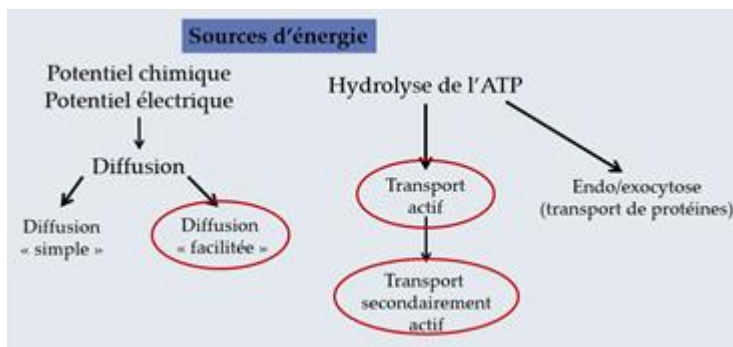 Sources d'énergie
Potentiel chimique
Potentiel électrique
Diffusion
Diffusion
« simple »
Diffusion
« facilitée »
Hydrolyse de l'ATP
Transport
actif
Transport
secondairement
actif
Endo/exocytose
(transport de protéines)